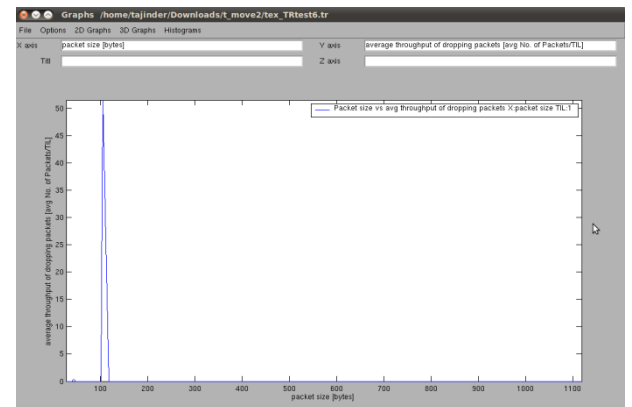 Graphs /home/tajinder/Downloads/t_move2/tex_TRtest6.tr
File Options 2D Graphs 3D Graphs Histograms
X axis packet size [bytes] Y axis average throughput of dropping packets [avg No. of Packets/TIL]
Titl Z axis
Packet size vs avg throughput of dropping packets X:packet size TIL:1
average throughput of dropping packets [avg No. of Packets/TIL]
50
45
40
35
30
25
20
15
10
5
0
100 200 300 400 500 600 700 800 900 1000 1100
packet size [bytes]